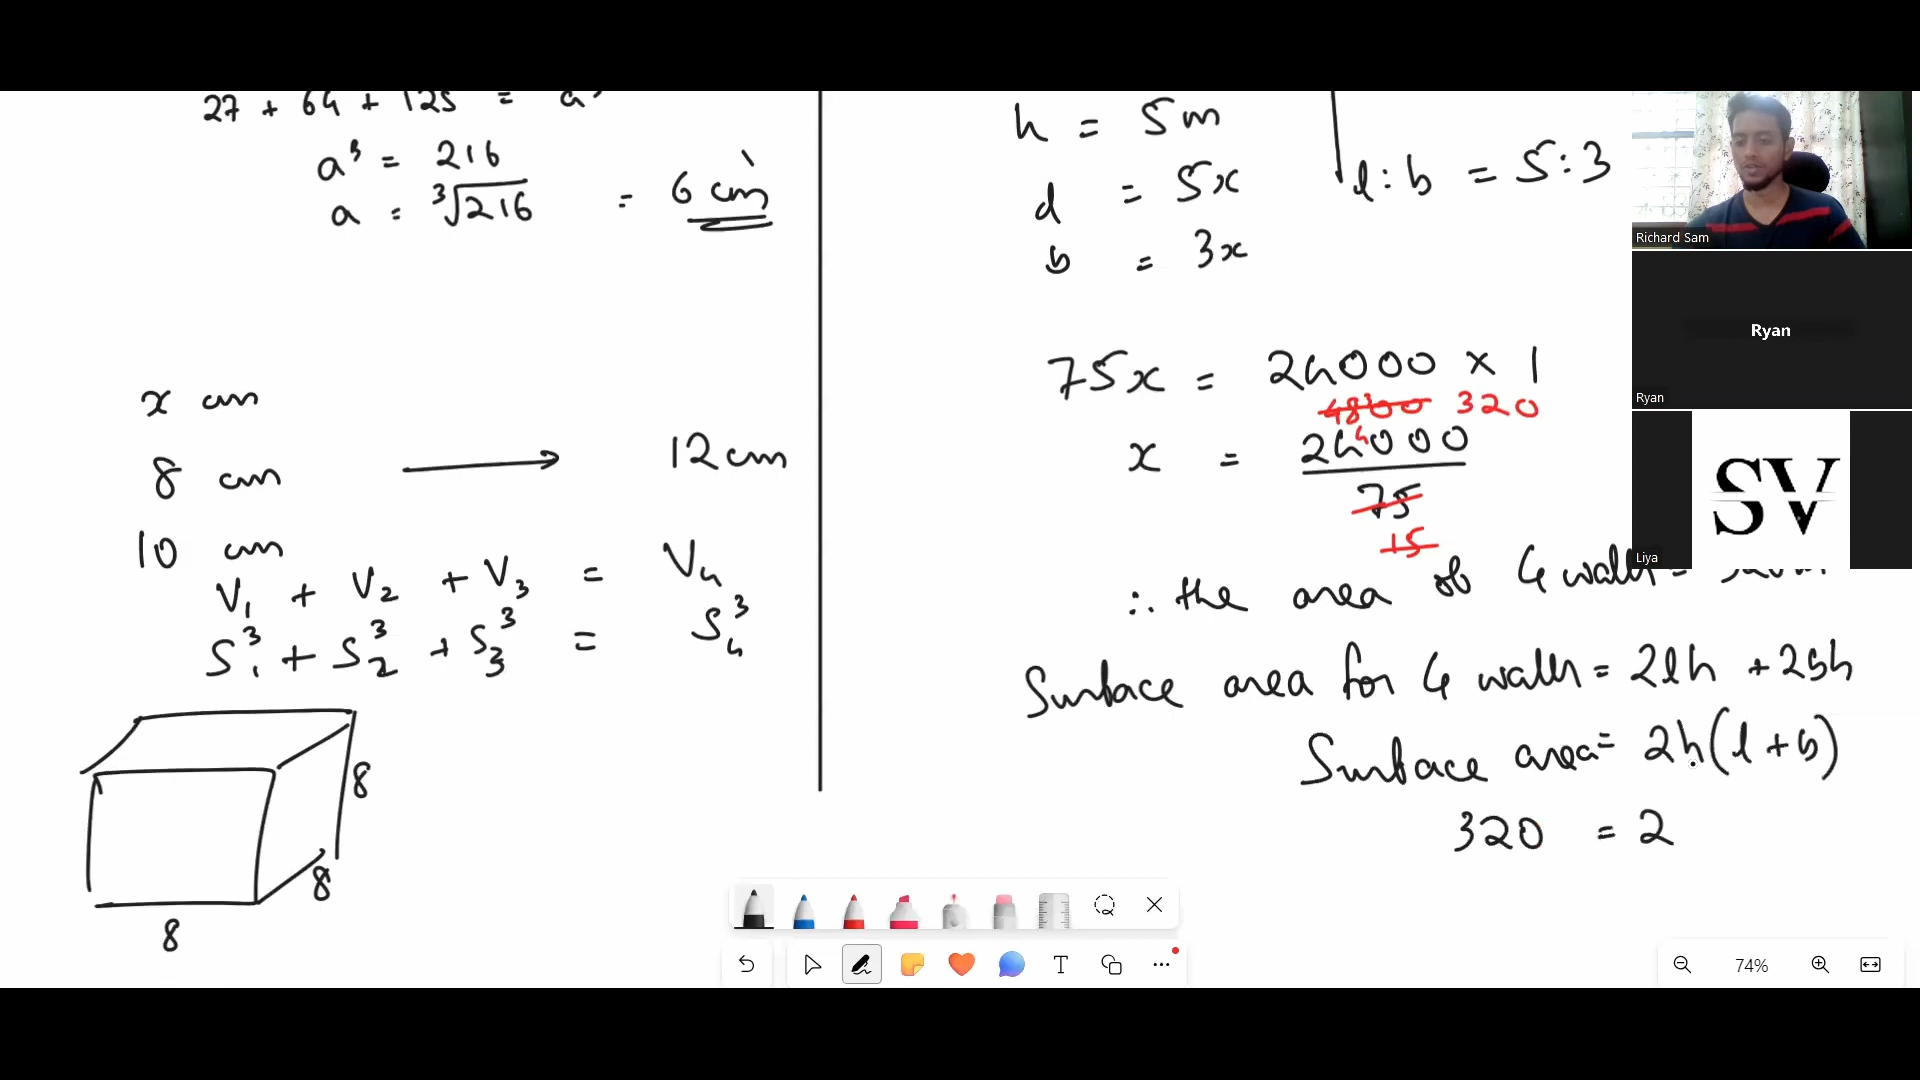 27 + 64 + 125 = a³
a³ = 216
a = ³√216 = 6 cm
x cm
8 cm → 12 cm
10 cm
V₁ + V₂ + V₃ = V₄
S₁³ + S₂³ + S₃³ = S₄³
8
8
8
h = 5m
l : b = 5 : 3
l = 5x
b = 3x
75x = 24000 × 1
4800 320
x = 24000
75
15
∴ the area of 4 walls =
Surface area for 4 walls = 2lh + 2bh
Surface area = 2h(l + b)
320 = 2
Richard Sam
Ryan
Ryan
SV
Liya
T
74%